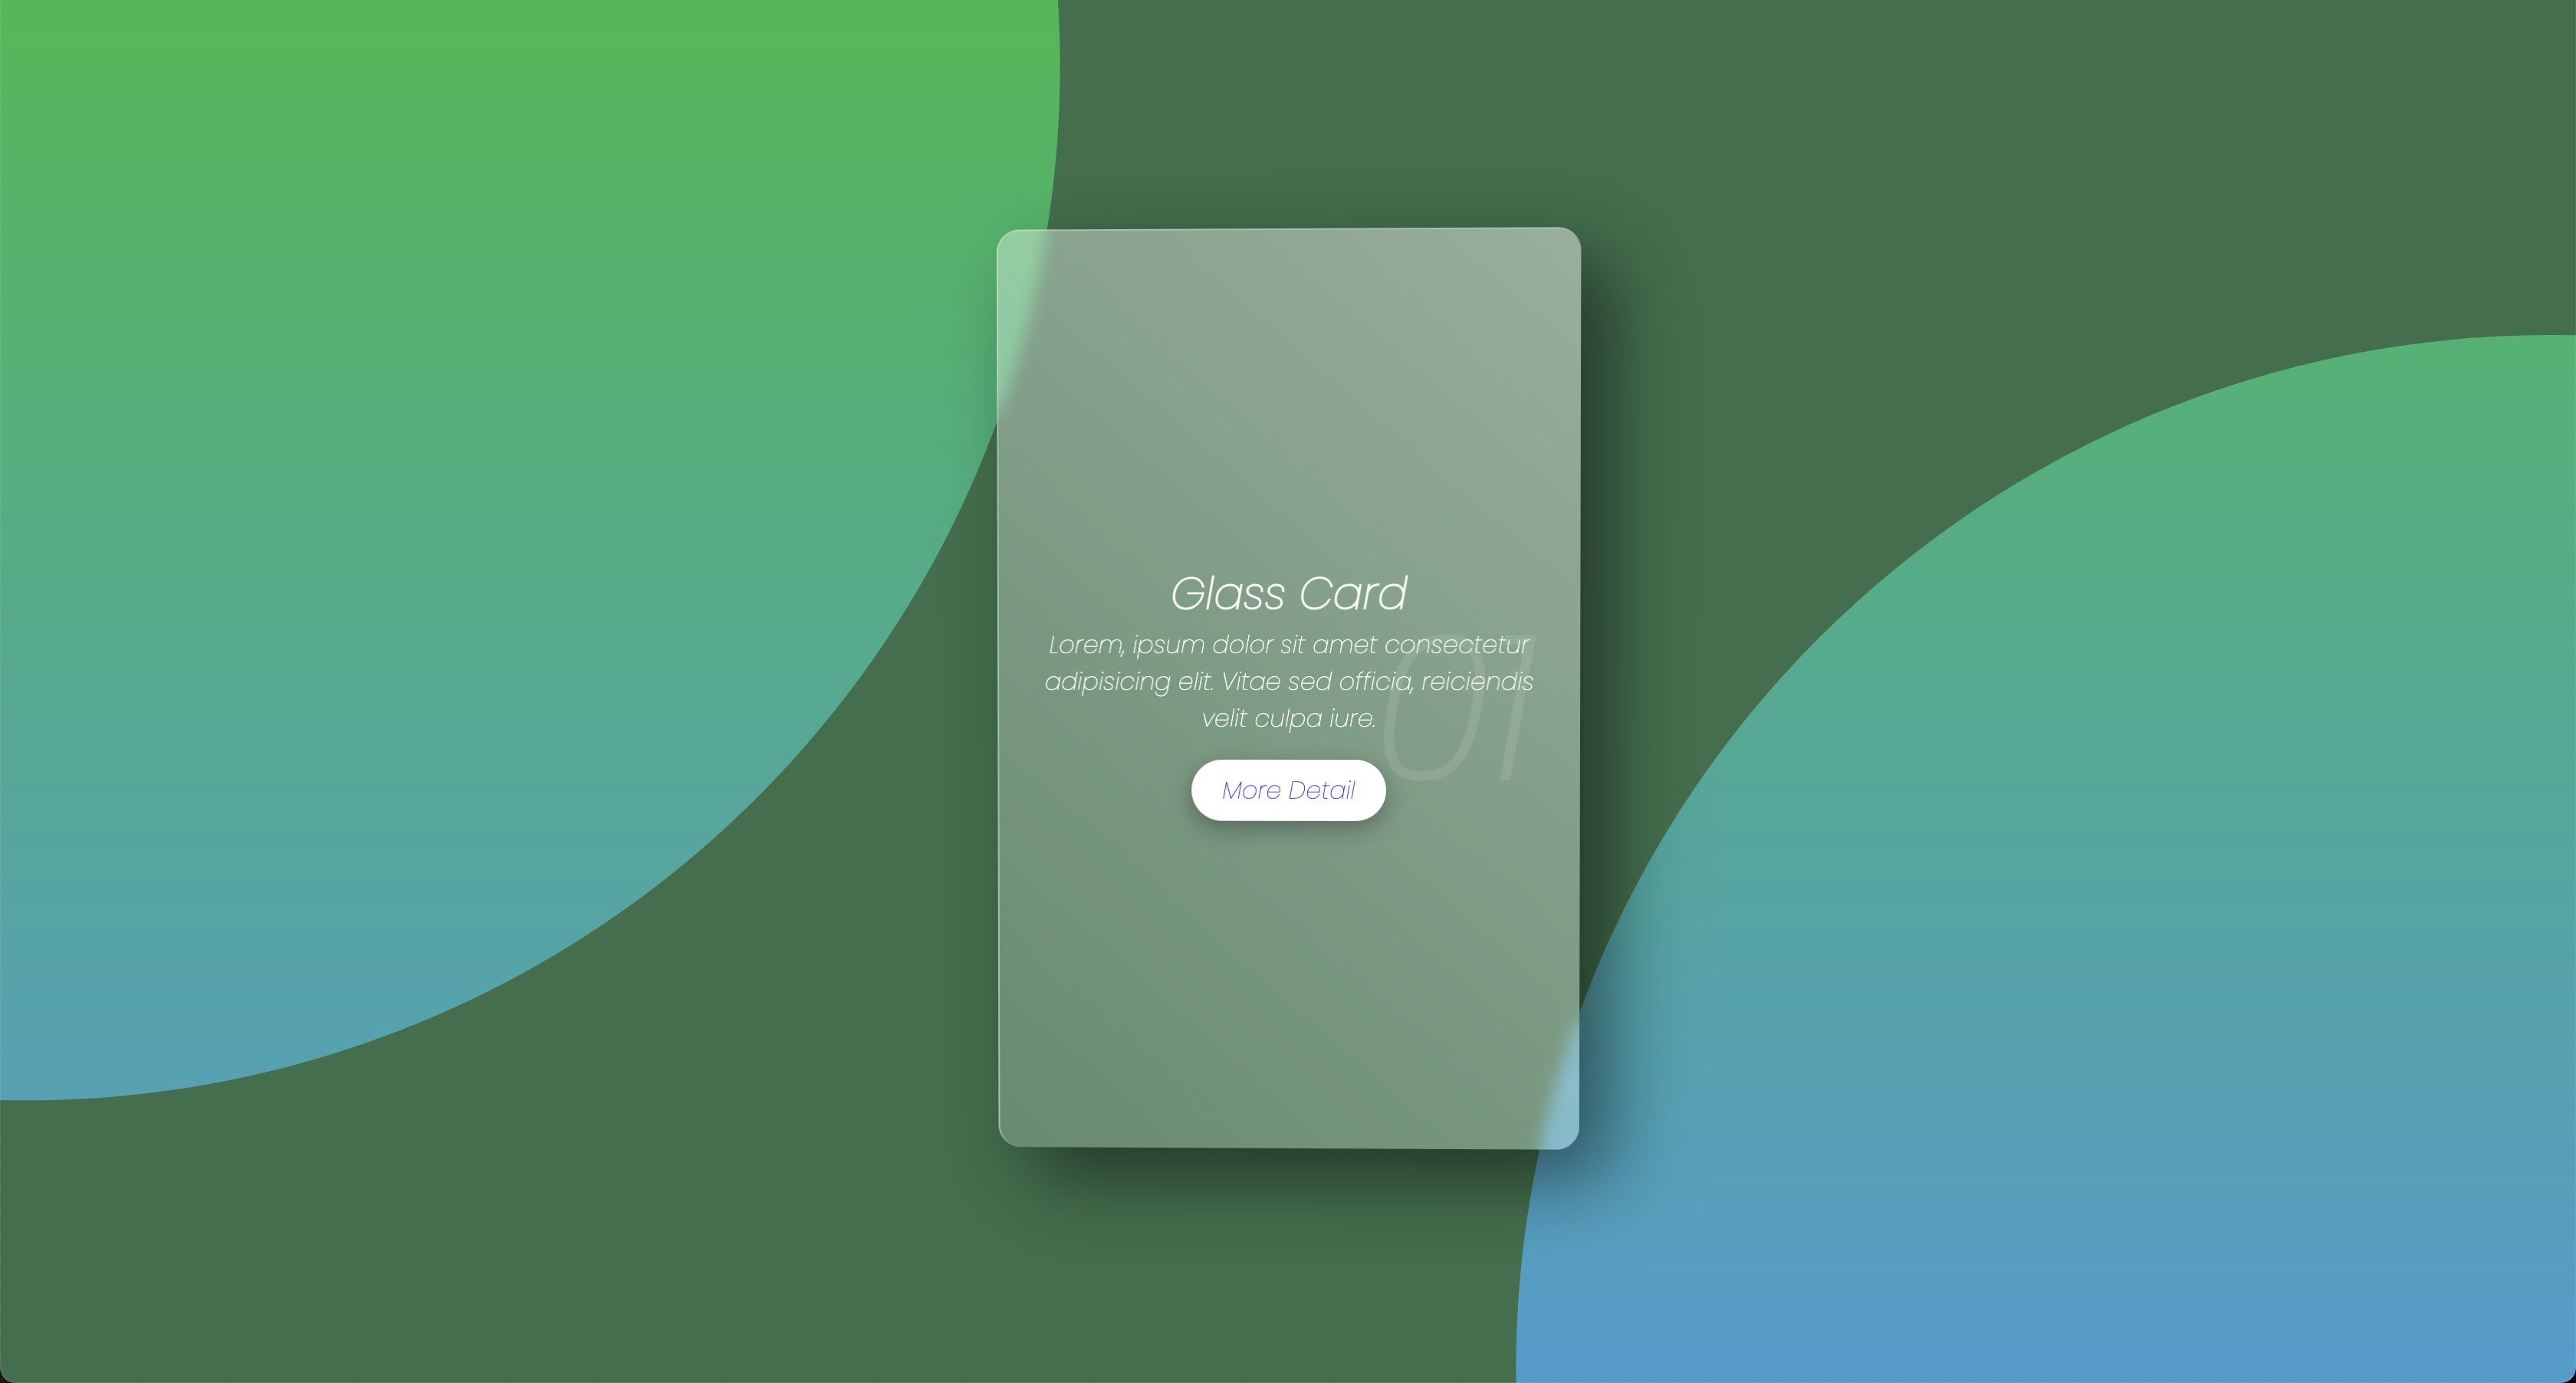 Glass Card
Lorem, ipsum dolor sit amet consectetur
adipisicing elit. Vitae sed officia, reiciendis
velit culpa iure.
01
More Detail